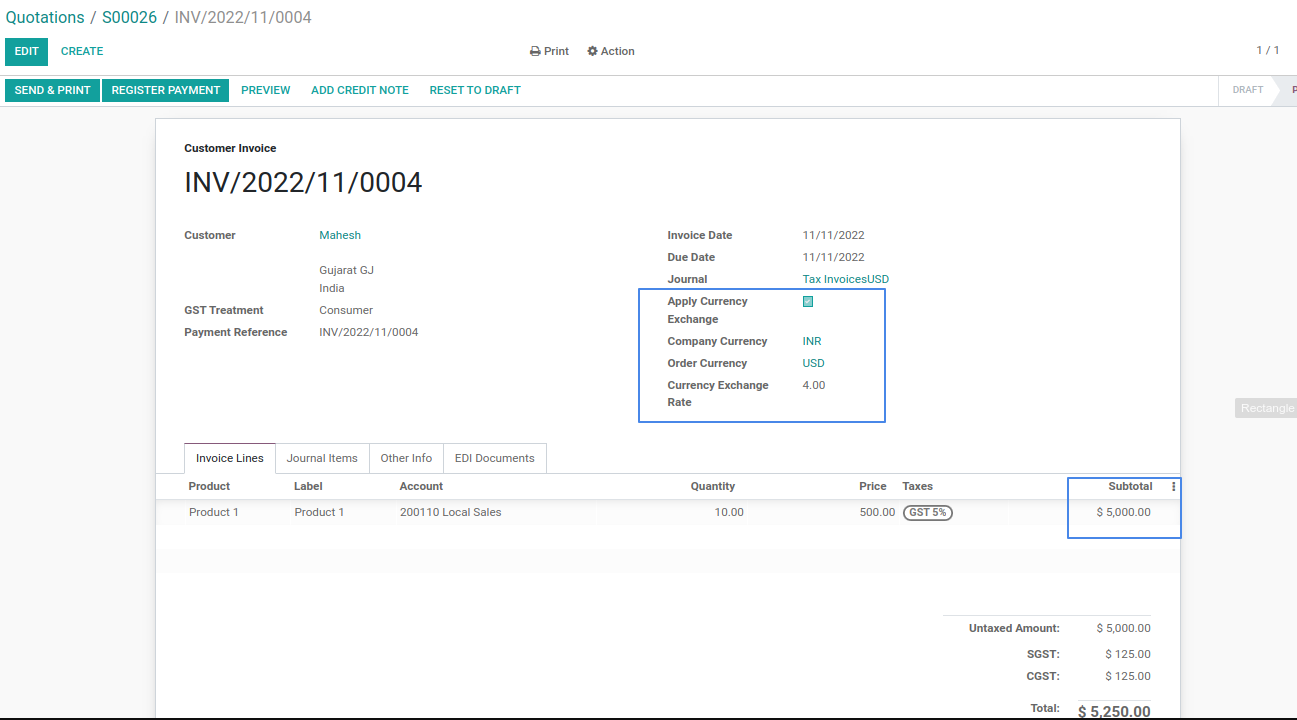 Quotations / S00026 / INV/2022/11/0004
EDIT CREATE Print Action 1 / 1
SEND & PRINT REGISTER PAYMENT PREVIEW ADD CREDIT NOTE RESET TO DRAFT DRAFT P
Customer Invoice
INV/2022/11/0004
Customer Mahesh
Gujarat GJ
India
GST Treatment Consumer
Payment Reference INV/2022/11/0004
Invoice Date 11/11/2022
Due Date 11/11/2022
Journal Tax InvoicesUSD
Apply Currency
Exchange
Company Currency INR
Order Currency USD
Currency Exchange 4.00
Rate
Rectangle
Invoice Lines Journal Items Other Info EDI Documents
Product Label Account Quantity Price Taxes Subtotal
Product 1 Product 1 200110 Local Sales 10.00 500.00 GST 5% $ 5,000.00
Untaxed Amount: $ 5,000.00
SGST: $ 125.00
CGST: $ 125.00
Total: $ 5,250.00